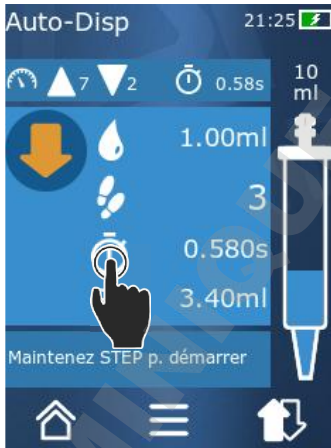 Auto-Disp 21:25
7 2 0.58s 10 ml
1.00ml
3
0.580s
3.40ml
Maintenez STEP p. démarrer